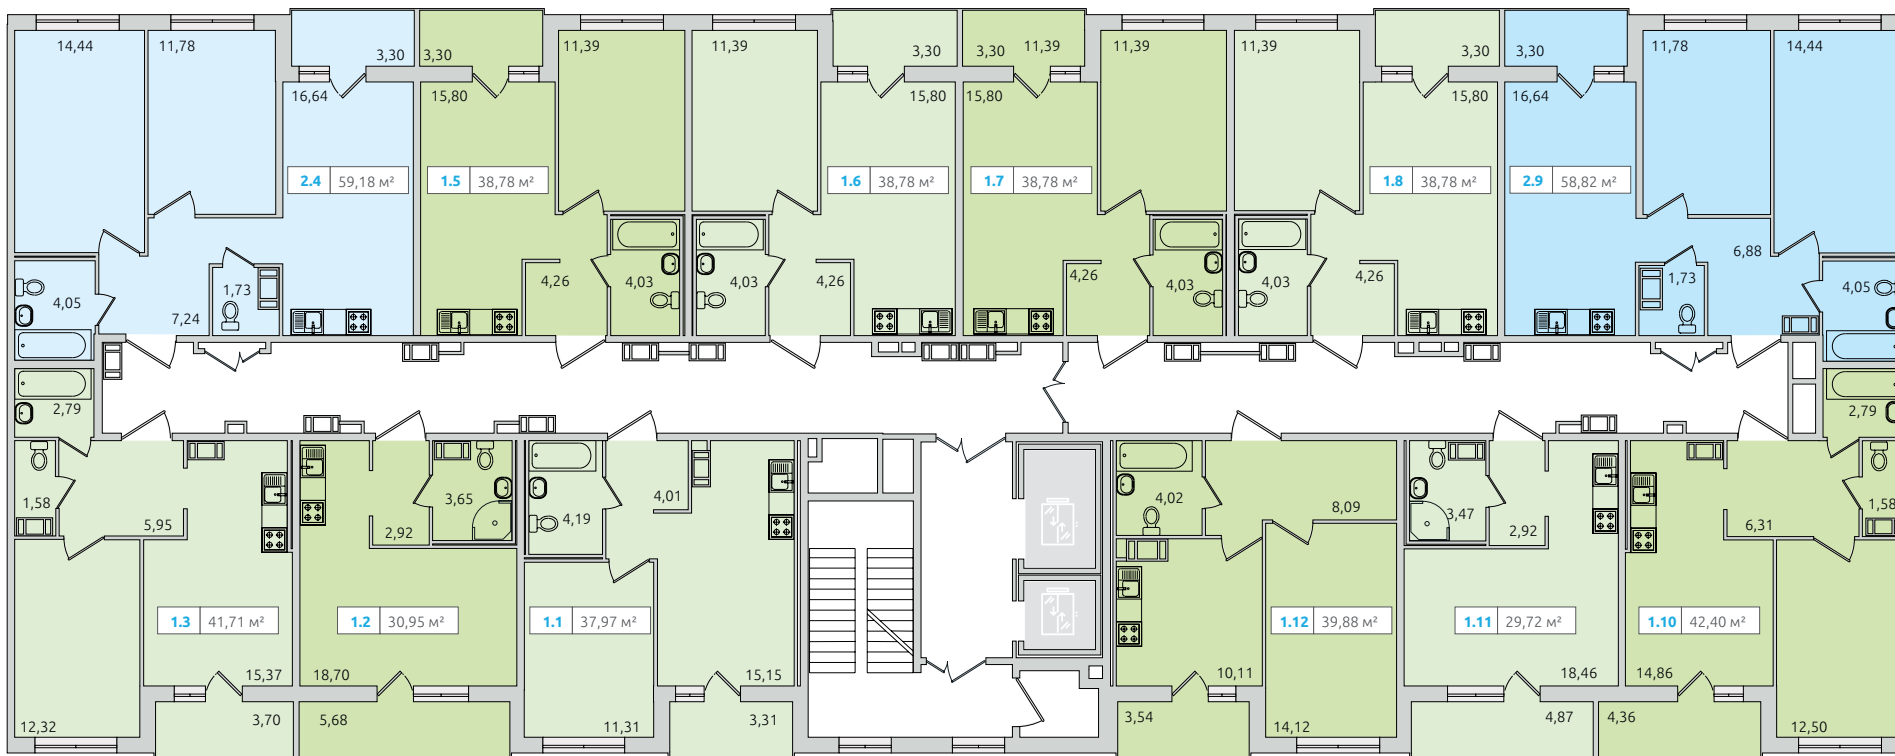 14,44 11,78 3,30 3,30 11,39 11,39 3,30 3,30 11,39 11,39 11,39 3,30 3,30 11,78 14,44
16,64 15,80 15,80 15,80 15,80 16,64
2.4 59,18 м² 1.5 38,78 м² 1.6 38,78 м² 1.7 38,78 м² 1.8 38,78 м² 2.9 58,82 м²
6,88
4,05 1,73 4,26 4,03 4,03 4,26 4,26 4,03 4,03 4,26 1,73 4,05
7,24
2,79 2,79
1,58 5,95 2,92 3,65 4,19 4,01 4,02 8,09 3,47 2,92 6,31 1,58
1.3 41,71 м² 1.2 30,95 м² 1.1 37,97 м² 1.12 39,88 м² 1.11 29,72 м² 1.10 42,40 м²
15,37 18,70 15,15 10,11 18,46 14,86
12,32 3,70 5,68 11,31 3,31 3,54 14,12 4,87 4,36 12,50